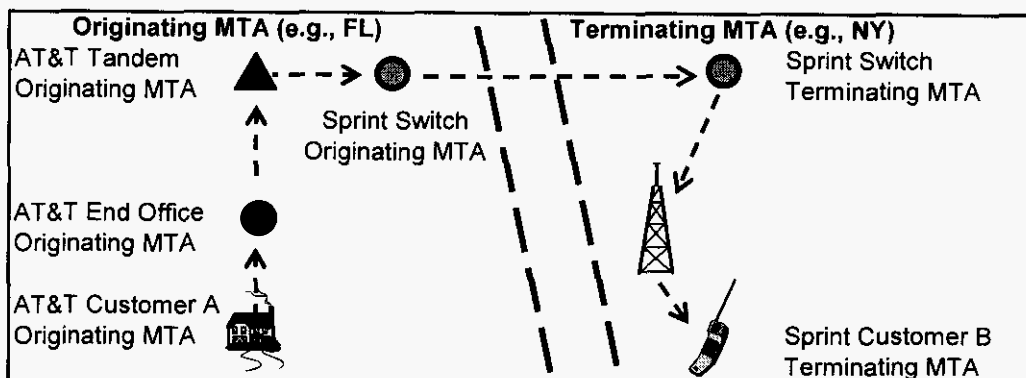 Originating MTA (e.g., FL)
Terminating MTA (e.g., NY)
AT&T Tandem
Originating MTA
Sprint Switch
Originating MTA
Sprint Switch
Terminating MTA
AT&T End Office
Originating MTA
AT&T Customer A
Originating MTA
Sprint Customer B
Terminating MTA